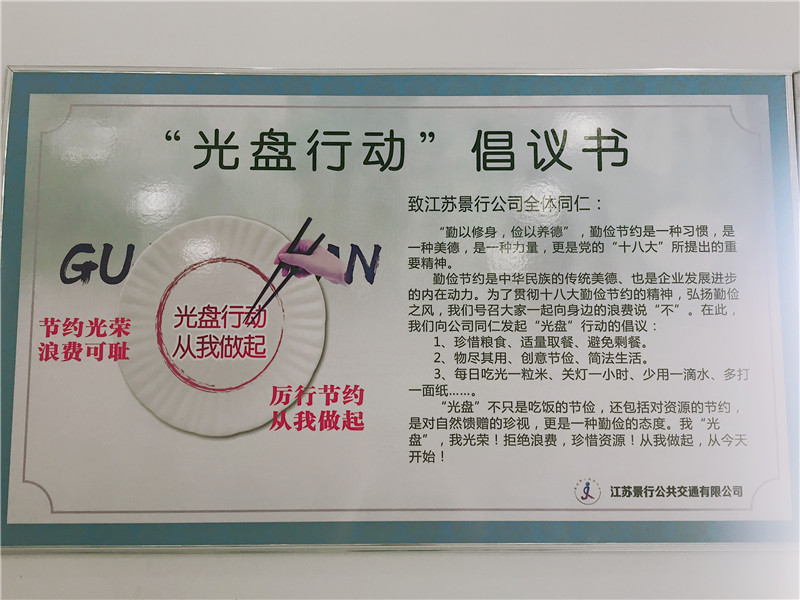 “光盘行动”倡议书
致江苏景行公司全体同仁：
“勤以修身，俭以养德”，勤俭节约是一种习惯，是
一种美德，是一种力量，更是党的“十八大”所提出的重
要精神。
勤俭节约是中华民族的传统美德、也是企业发展进步
的内在动力。为了贯彻十八大勤俭节约的精神，弘扬勤俭
之风，我们号召大家一起向身边的浪费说“不”。在此，
我们向公司同仁发起“光盘”行动的倡议：
1、珍惜粮食、适量取餐、避免剩餐。
2、物尽其用、创意节俭、简法生活。
3、每日吃光一粒米、关灯一小时、少用一滴水、多打
一面纸……。
“光盘”不只是吃饭的节俭，还包括对资源的节约，
是对自然馈赠的珍视，更是一种勤俭的态度。我“光
盘”，我光荣！拒绝浪费，珍惜资源！从我做起，从今天
开始！
江苏景行公共交通有限公司
GU AN
节约光荣
浪费可耻
光盘行动
从我做起
厉行节约
从我做起